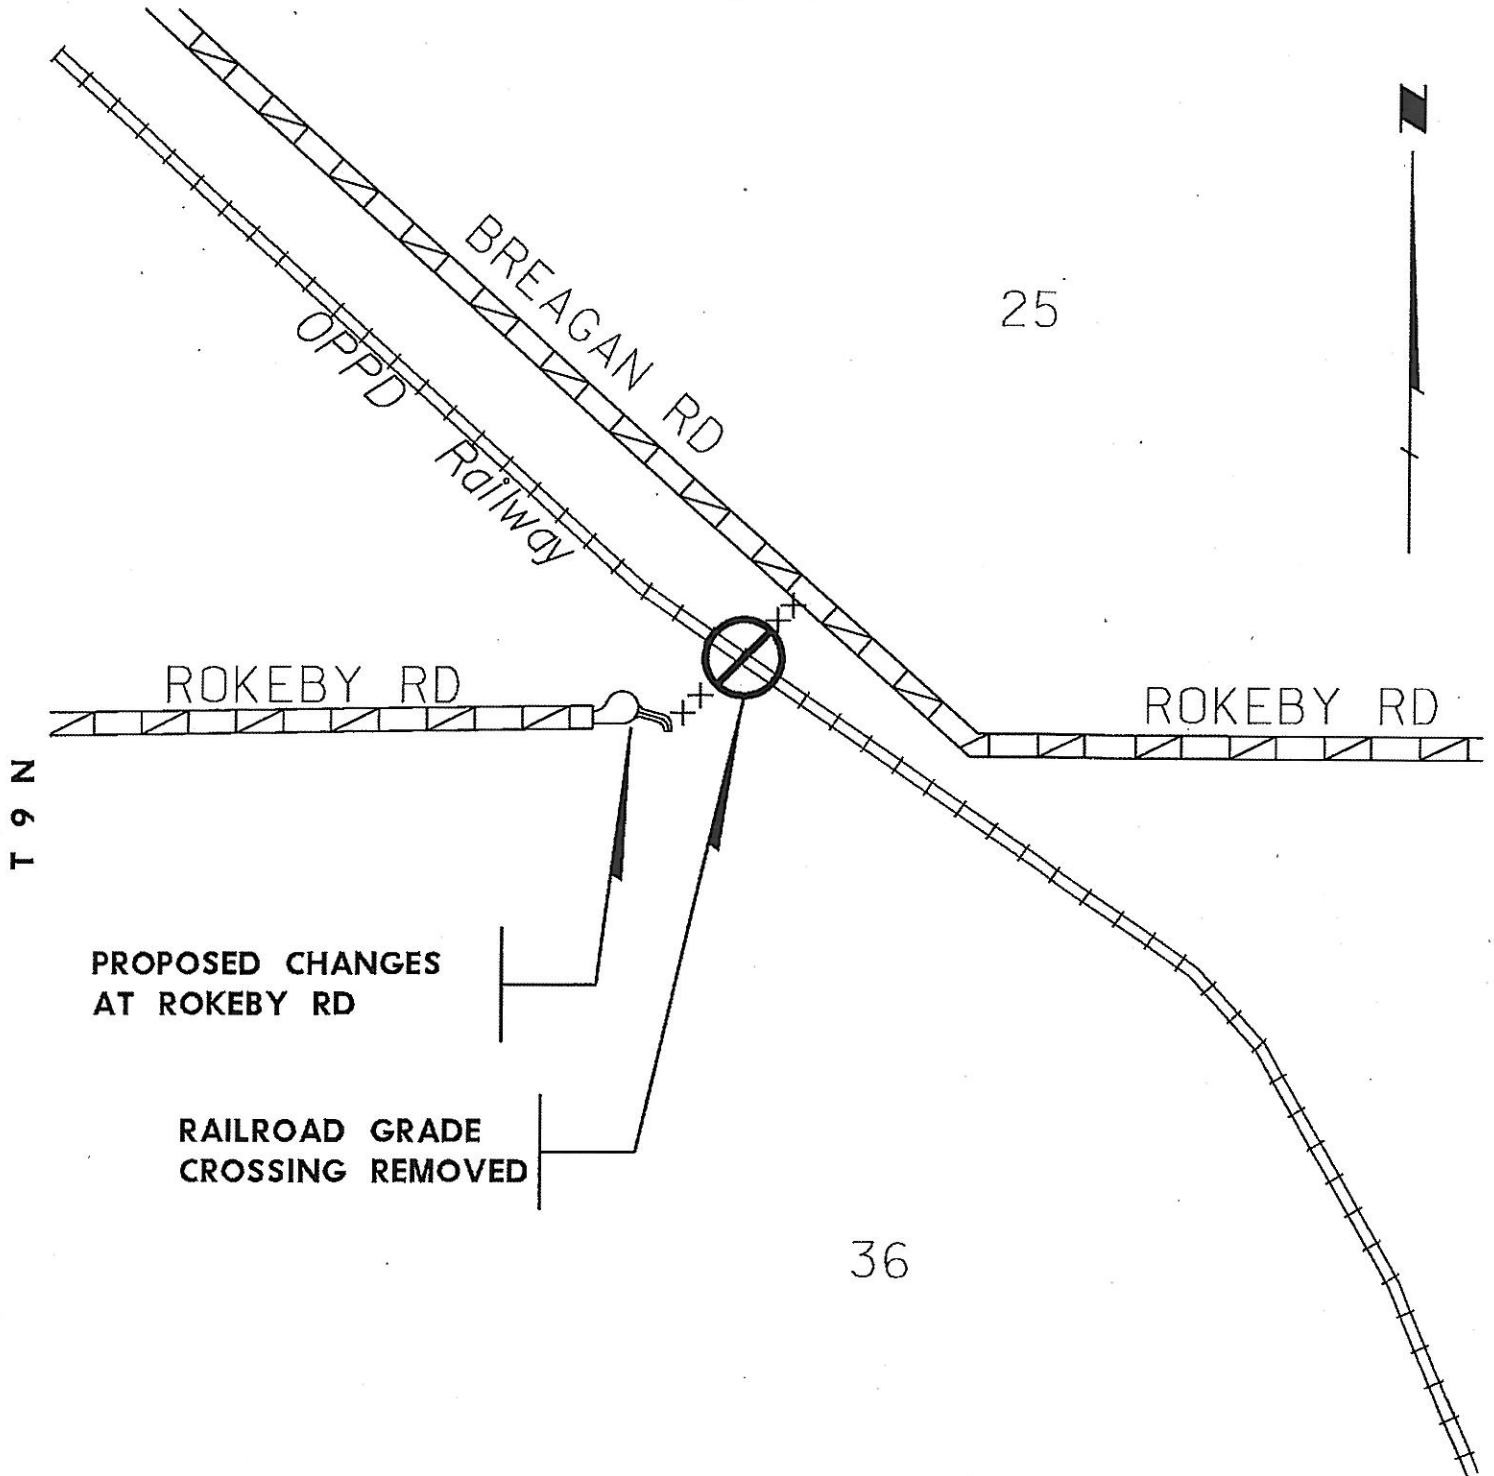 N
BREAGAN RD
25
OPPD Railway
ROKEBY RD
ROKEBY RD
T 9 N
PROPOSED CHANGES
AT ROKEBY RD
RAILROAD GRADE
CROSSING REMOVED
36